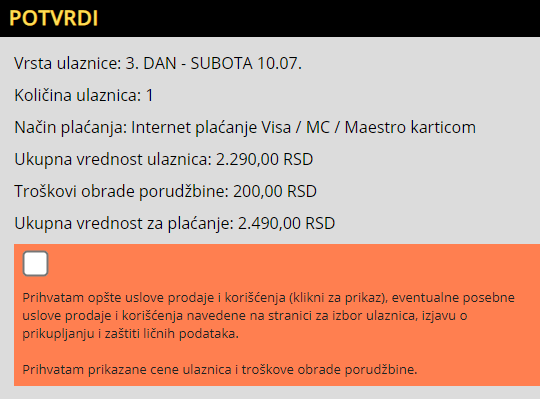 POTVRDI
Vrsta ulaznice: 3. DAN - SUBOTA 10.07.
Količina ulaznica: 1
Način plaćanja: Internet plaćanje Visa / MC / Maestro karticom
Ukupna vrednost ulaznica: 2.290,00 RSD
Troškovi obrade porudžbine: 200,00 RSD
Ukupna vrednost za plaćanje: 2.490,00 RSD
Prihvatam opšte uslove prodaje i korišćenja (klikni za prikaz), eventualne posebne
uslove prodaje i korišćenja navedene na stranici za izbor ulaznica, izjavu o
prikupljanju i zaštiti ličnih podataka.
Prihvatam prikazane cene ulaznica i troškove obrade porudžbine.